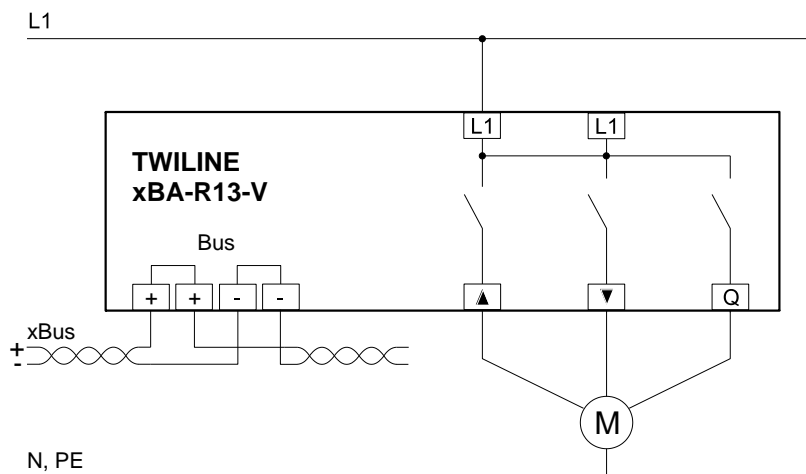 L1
L1 L1
TWILINE
xBA-R13-V
Bus
+ + - - ▲ ▼ Q
xBus
+
-
M
N, PE